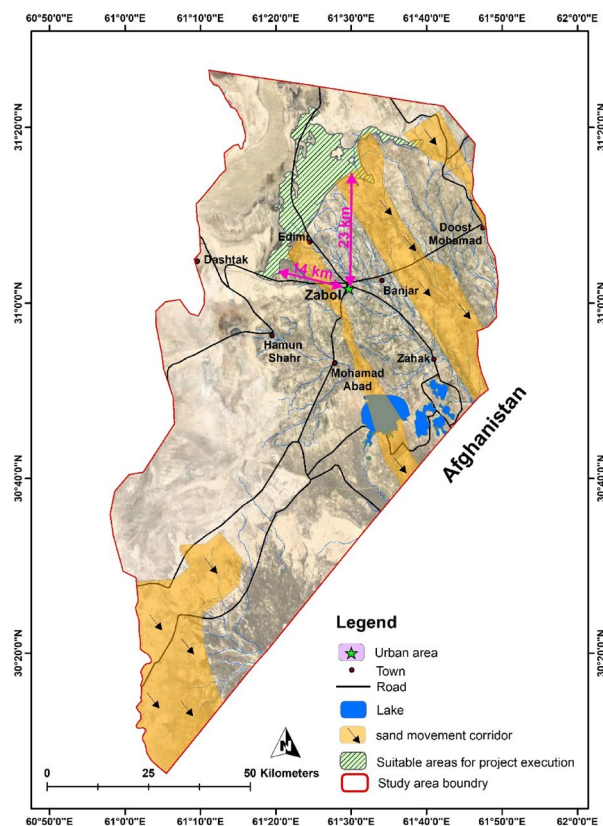 60°50'0"E 61°0'0"E 61°10'0"E 61°20'0"E 61°30'0"E 61°40'0"E 61°50'0"E 62°0'0"E
31°20'0"N 31°20'0"N
Edimi
23 km
Doost
Mohamad
Dashtak
14 km
Zabol
Banjar
31°0'0"N 31°0'0"N
Hamun
Shahr
Mohamad
Abad
Zahak
Afghanistan
30°40'0"N 30°40'0"N
30°20'0"N 30°20'0"N
Legend
Urban area
Town
Road
Lake
sand movement corridor
Suitable areas for project execution
Study area boundry
N
0 25 50 Kilometers
60°50'0"E 61°0'0"E 61°10'0"E 61°20'0"E 61°30'0"E 61°40'0"E 61°50'0"E 62°0'0"E